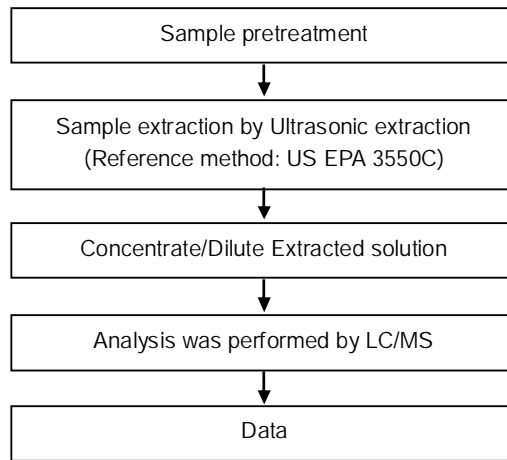 Sample pretreatment
Sample extraction by Ultrasonic extraction
(Reference method: US EPA 3550C)
Concentrate/Dilute Extracted solution
Analysis was performed by LC/MS
Data